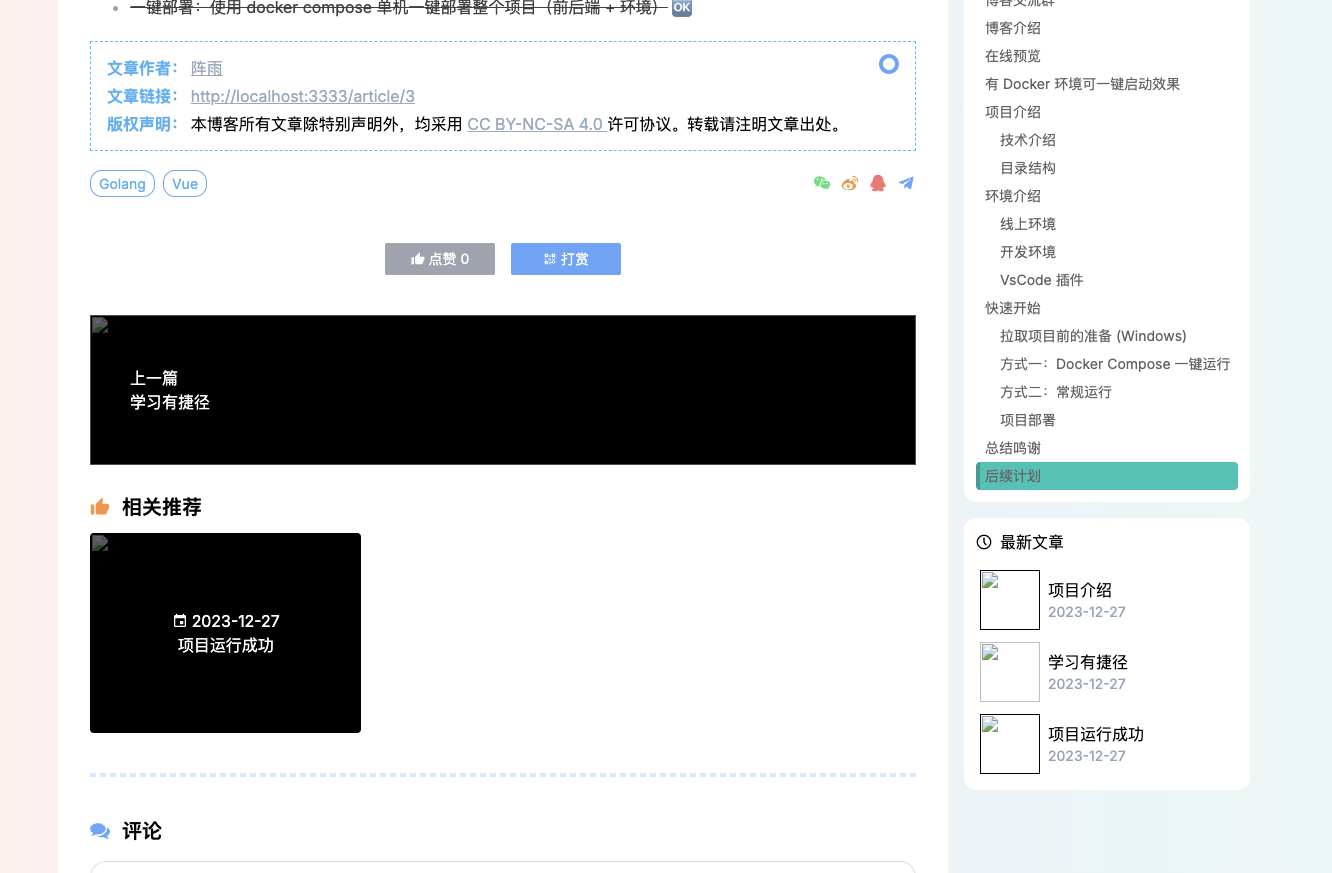 一键部署：使用 docker compose 单机一键部署整个项目（前后端 + 环境） OK
文章作者： 阵雨
文章链接： http://localhost:3333/article/3
版权声明： 本博客所有文章除特别声明外，均采用 CC BY-NC-SA 4.0 许可协议。转载请注明文章出处。
Golang Vue
点赞 0 打赏
上一篇
学习有捷径
相关推荐
2023-12-27
项目运行成功
评论
博客交流群
博客介绍
在线预览
有 Docker 环境可一键启动效果
项目介绍
技术介绍
目录结构
环境介绍
线上环境
开发环境
VsCode 插件
快速开始
拉取项目前的准备 (Windows)
方式一：Docker Compose 一键运行
方式二：常规运行
项目部署
总结鸣谢
后续计划
最新文章
项目介绍
2023-12-27
学习有捷径
2023-12-27
项目运行成功
2023-12-27